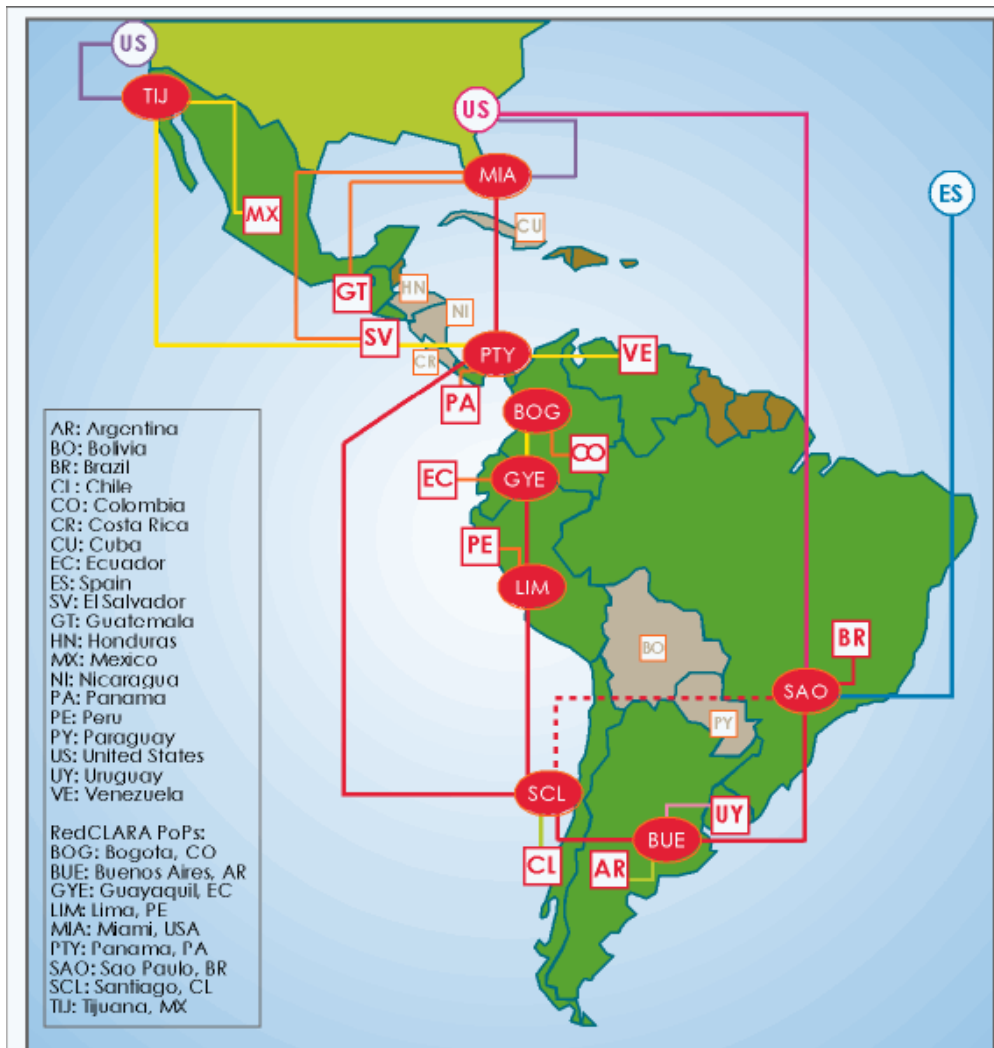 US
TIJ
US
MIA
ES
MX
CU
GT
HN
NI
SV
CR
PTY
VE
PA
BOG
CO
EC
GYE
PE
LIM
BR
BO
SAO
PY
SCL
UY
BUE
CL
AR
AR: Argentina
BO: Bolivia
BR: Brazil
CL: Chile
CO: Colombia
CR: Costa Rica
CU: Cuba
EC: Ecuador
ES: Spain
SV: El Salvador
GT: Guatemala
HN: Honduras
MX: Mexico
NI: Nicaragua
PA: Panama
PE: Peru
PY: Paraguay
US: United States
UY: Uruguay
VE: Venezuela
RedCLARA PoPs:
BOG: Bogota, CO
BUE: Buenos Aires, AR
GYE: Guayaquil, EC
LIM: Lima, PE
MIA: Miami, USA
PTY: Panama, PA
SAO: Sao Paulo, BR
SCL: Santiago, CL
TIJ: Tijuana, MX